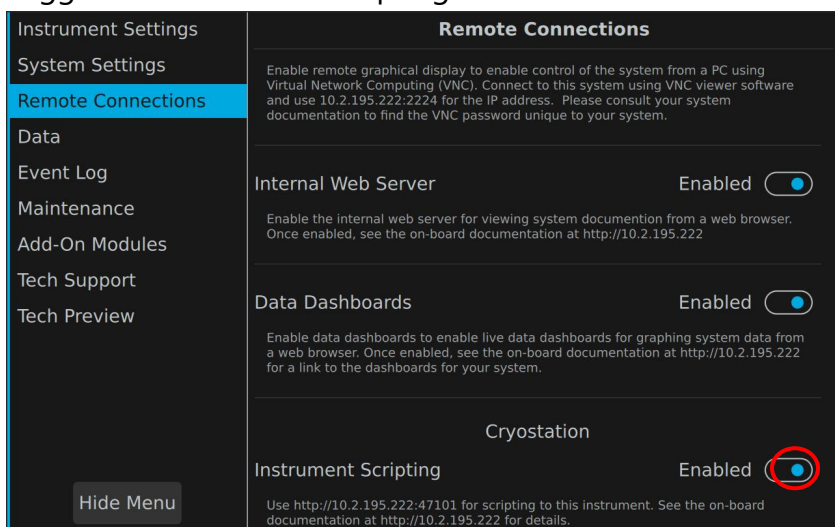 Instrument Settings
System Settings
Remote Connections
Data
Event Log
Maintenance
Add-On Modules
Tech Support
Tech Preview
Hide Menu
Remote Connections
Enable remote graphical display to enable control of the system from a PC using
Virtual Network Computing (VNC). Connect to this system using VNC viewer software
and use 10.2.195.222:2224 for the IP address. Please consult your system
documentation to find the VNC password unique to your system.
Internal Web Server Enabled
Enable the internal web server for viewing system documention from a web browser.
Once enabled, see the on-board documentation at http://10.2.195.222
Data Dashboards Enabled
Enable data dashboards to enable live data dashboards for graphing system data from
a web browser. Once enabled, see the on-board documentation at http://10.2.195.222
for a link to the dashboards for your system.
Cryostation
Instrument Scripting Enabled
Use http://10.2.195.222:47101 for scripting to this instrument. See the on-board
documentation at http://10.2.195.222 for details.